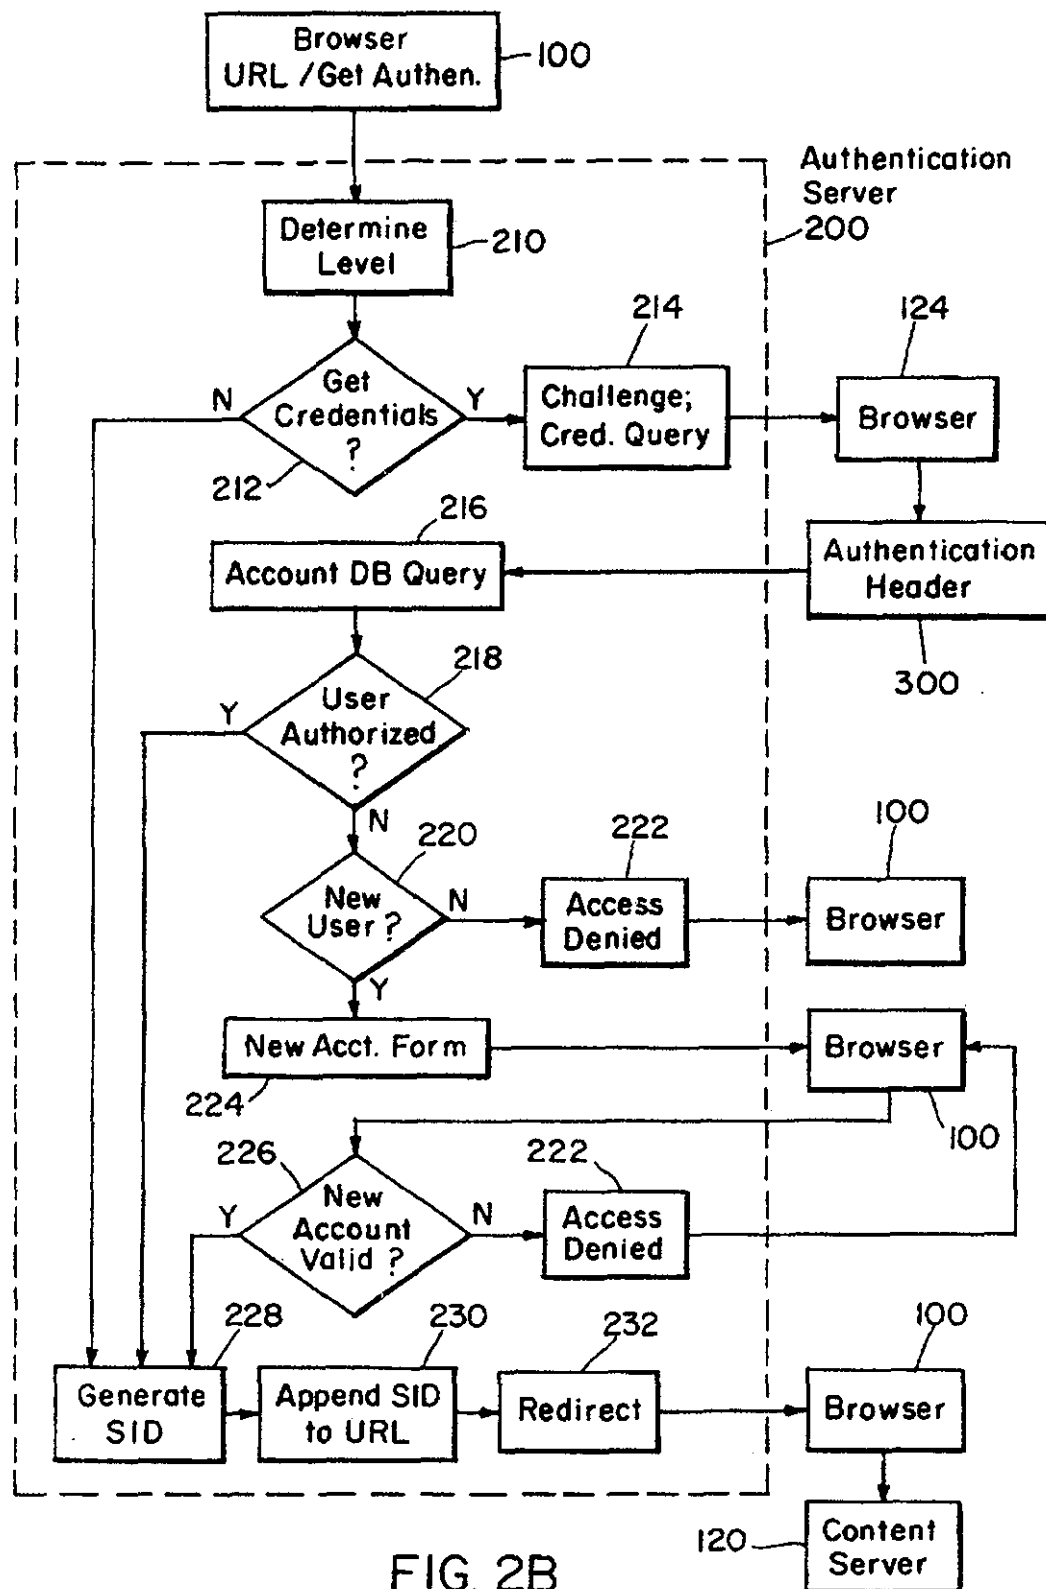 Browser
URL / Get Authen.
100
Authentication
Server
200
Determine
Level
210
214
124
N
Get
Credentials
?
Y
212
Challenge;
Cred. Query
Browser
216
Account DB Query
Authentication
Header
300
218
Y
User
Authorized
?
N
220
222
100
New
User ?
N
Access
Denied
Browser
Y
New Acct. Form
224
Browser
100
226
222
Y
New
Account
Valid ?
N
Access
Denied
228
230
232
100
Generate
SID
Append SID
to URL
Redirect
Browser
120
Content
Server
FIG. 2B